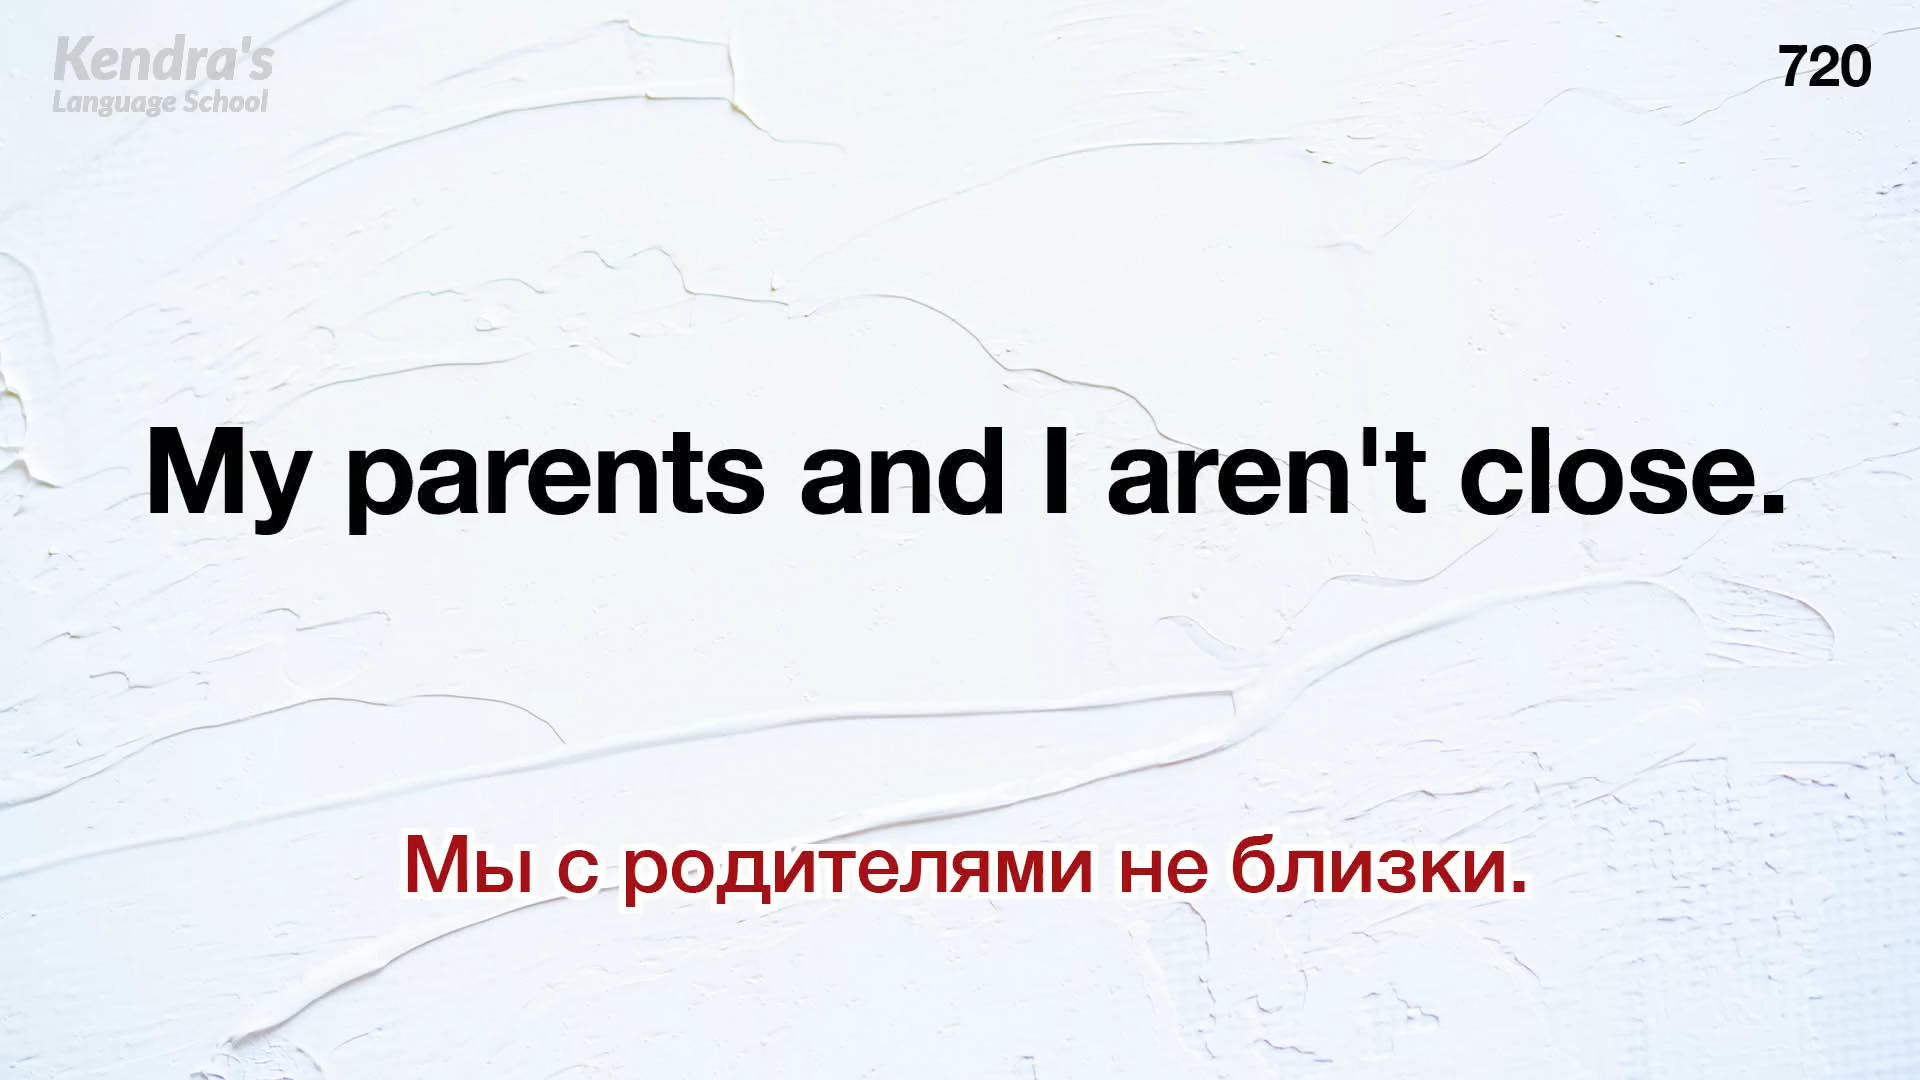 Kendra's
Language School
720
My parents and I aren't close.
Мы с родителями не близки.